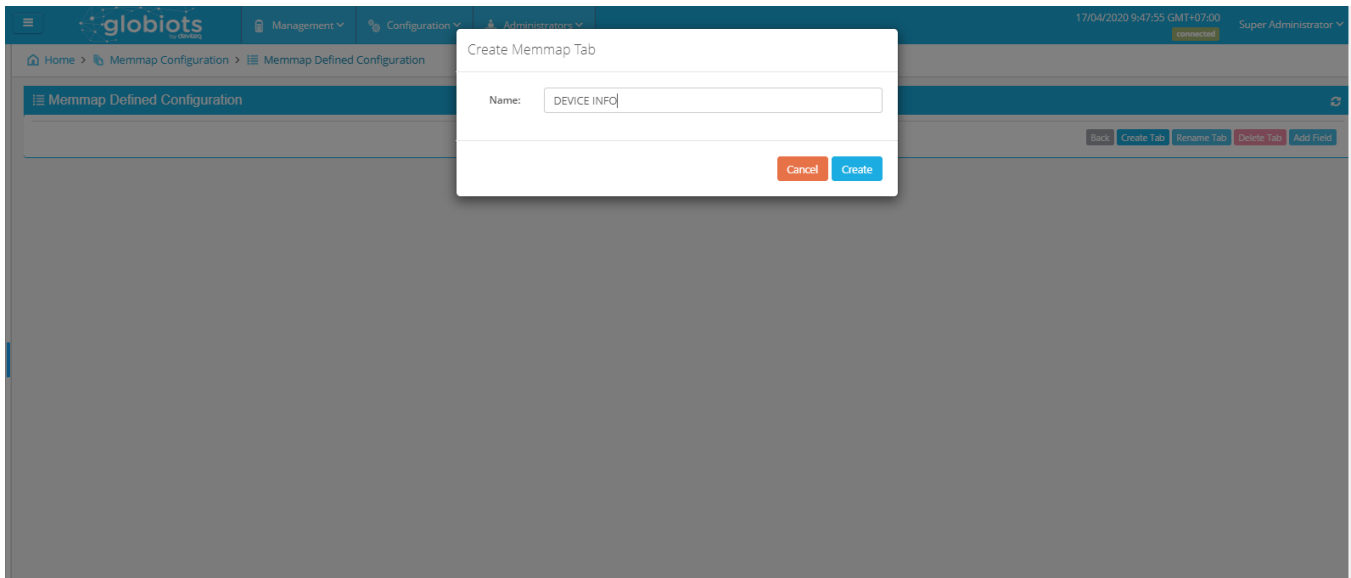 globiots
by devbiq
Management
Configuration
Administrators
17/04/2020 9:47:55 GMT+07:00
connected
Super Administrator
Home > Memmap Configuration > Memmap Defined Configuration
Memmap Defined Configuration
Back Create Tab Rename Tab Delete Tab Add Field
Create Memmap Tab
Name: DEVICE INFO
Cancel Create